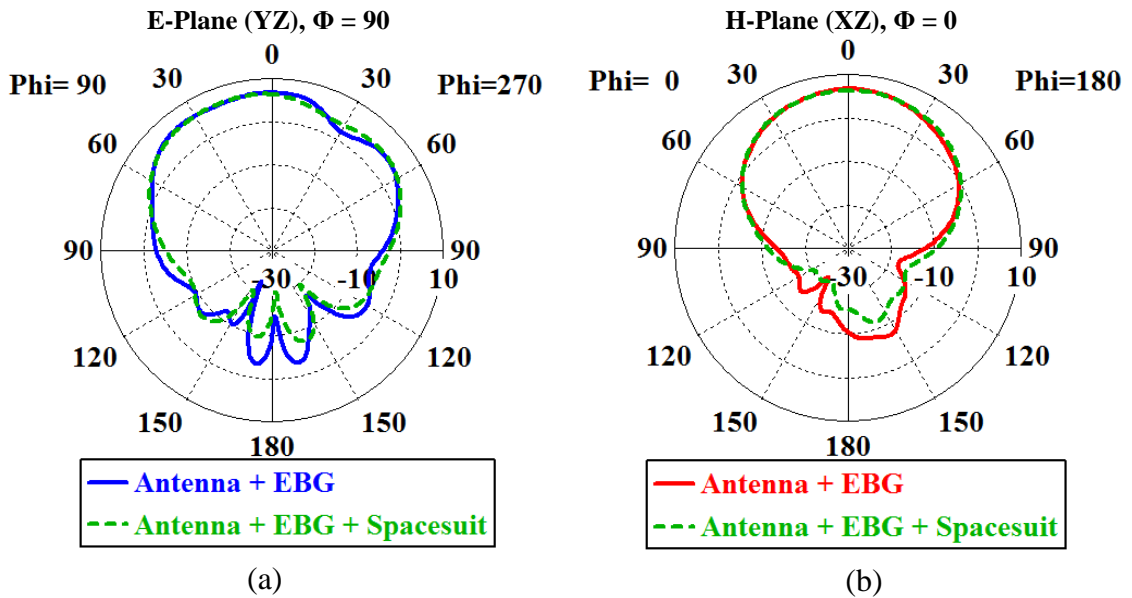 E-Plane (YZ), Φ = 90
0
Phi= 90
30
30
Phi=270
60
60
90
-30
-10
10
90
120
120
150
150
180
Antenna + EBG
Antenna + EBG + Spacesuit
(a)
H-Plane (XZ), Φ = 0
0
Phi= 0
30
30
Phi=180
60
60
90
-30
-10
10
90
120
120
150
150
180
Antenna + EBG
Antenna + EBG + Spacesuit
(b)